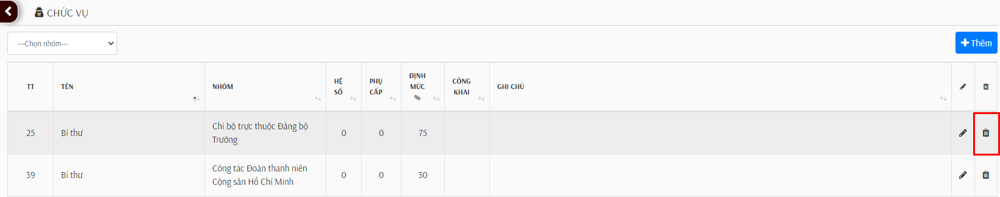 CHỨC VỤ
---Chọn nhóm---
Thêm
TT
TÊN
NHÓM
HỆ
SỐ
PHỤ
CẤP
ĐỊNH
MỨC
%
CÔNG
KHAI
GHI CHÚ
25
Bí thư
Chi bộ trực thuộc Đảng bộ
Trường
0
0
75
39
Bí thư
Công tác Đoàn thanh niên
Cộng sản Hồ Chí Minh
0
0
30